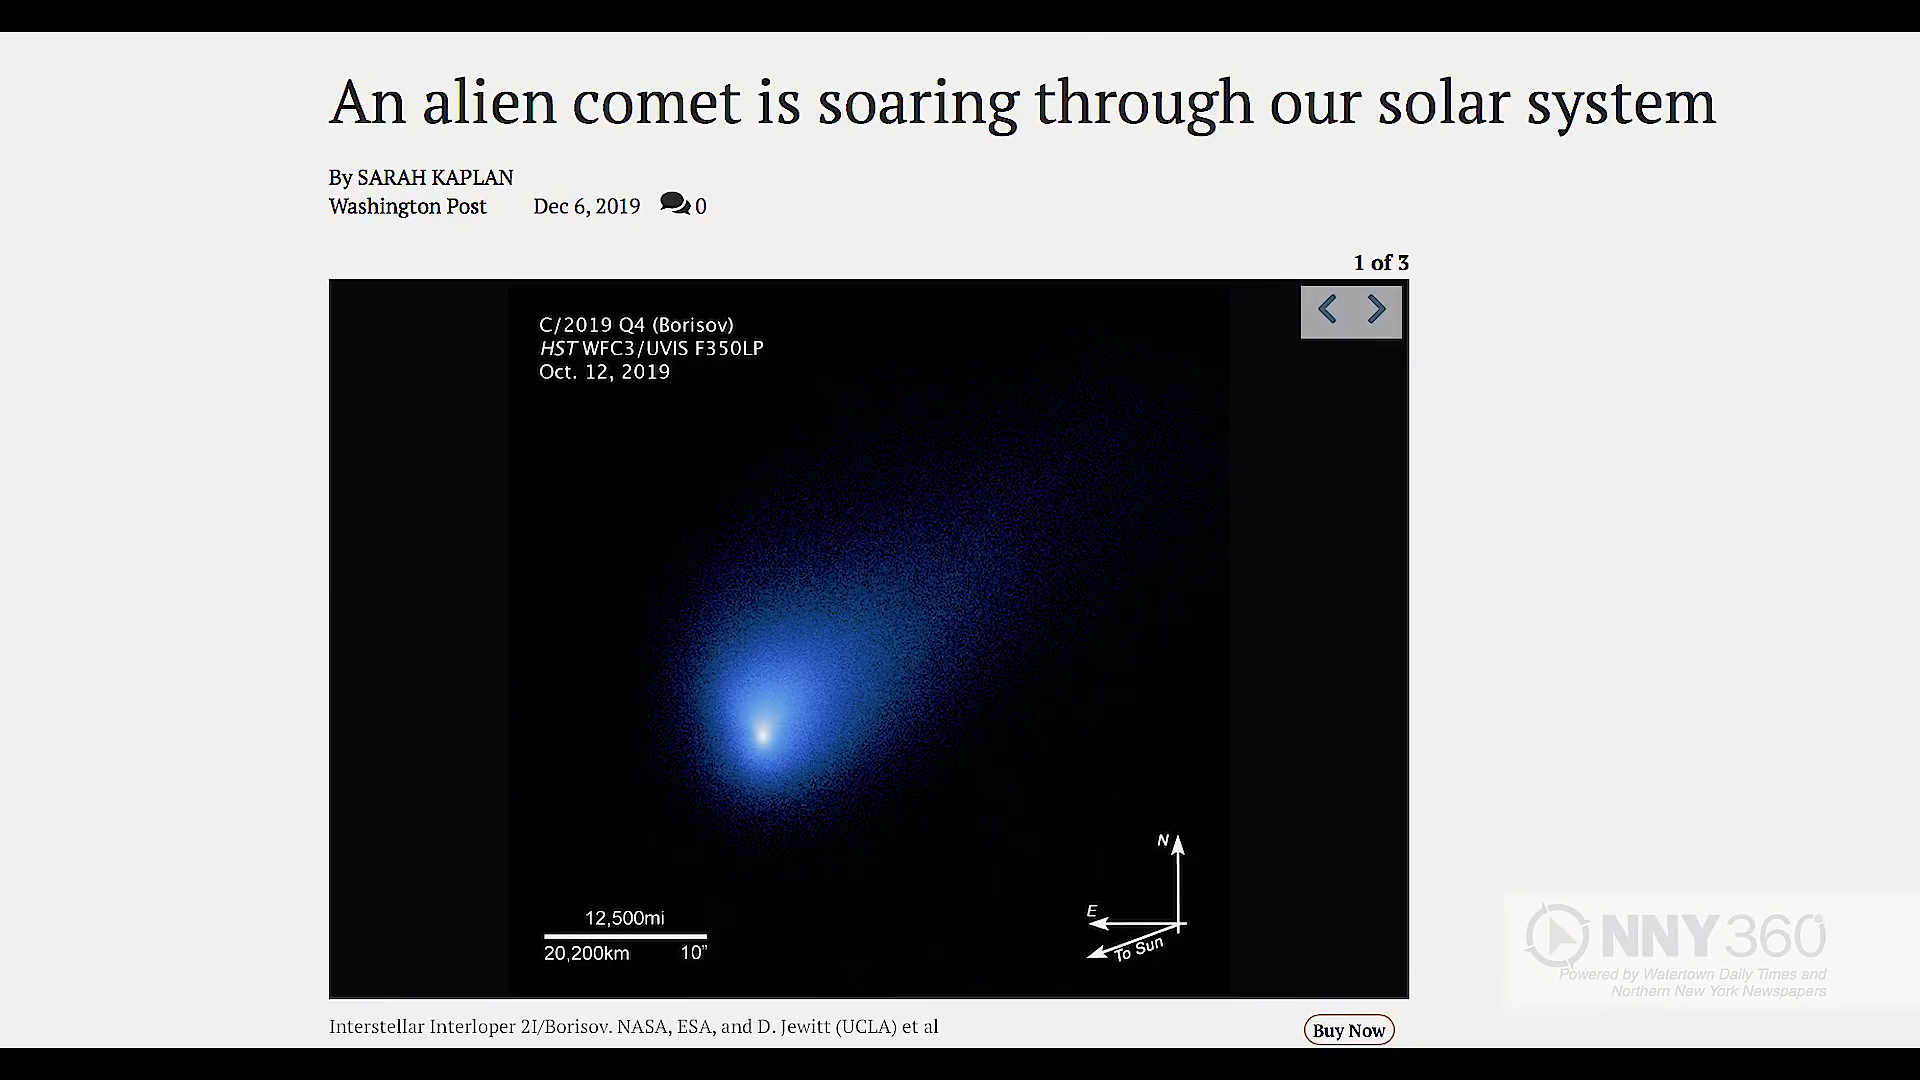 An alien comet is soaring through our solar system
By SARAH KAPLAN
Washington Post Dec 6, 2019 0
1 of 3
C/2019 Q4 (Borisov)
HST WFC3/UVIS F350LP
Oct. 12, 2019
N
E
To Sun
12,500mi
20,200km 10"
NNY 360
Powered by Watertown Daily Times and
Northern New York Newspapers
Interstellar Interloper 2I/Borisov. NASA, ESA, and D. Jewitt (UCLA) et al
Buy Now